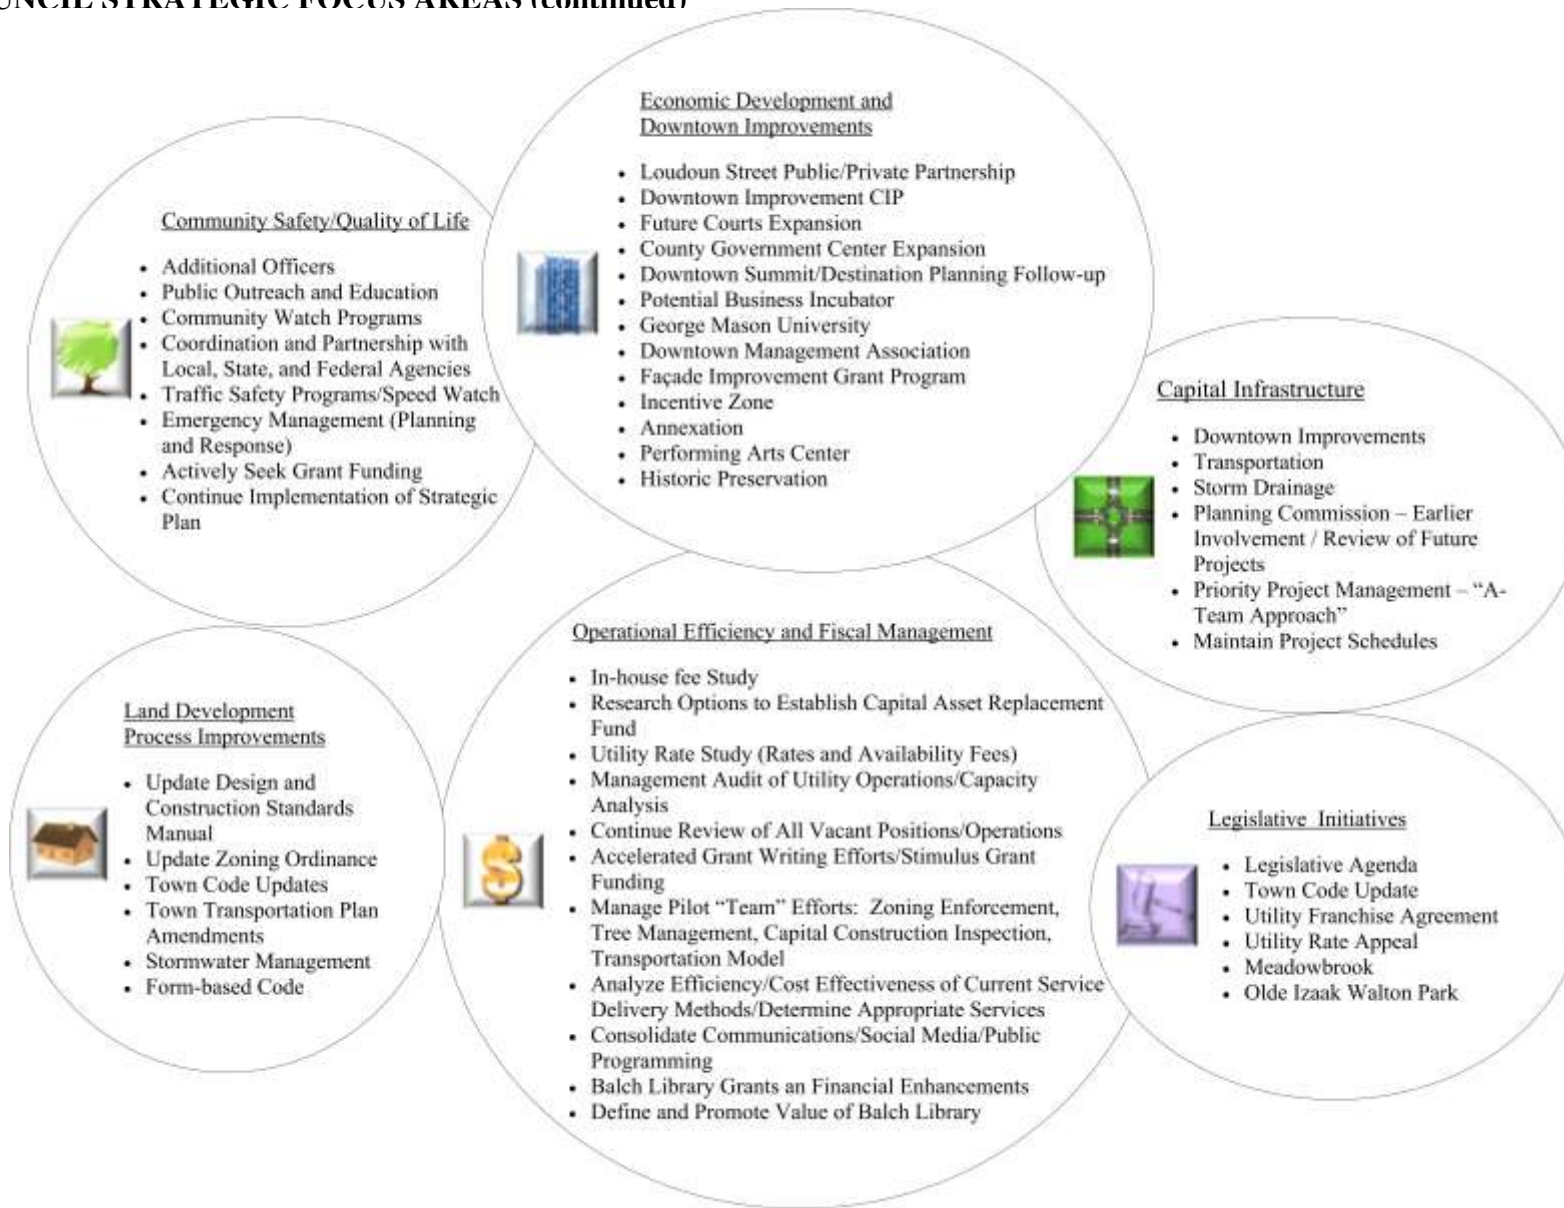 COUNCIL STRATEGIC FOCUS AREAS (continued)
Economic Development and
Downtown Improvements
• Loudoun Street Public/Private Partnership
• Downtown Improvement CIP
• Future Courts Expansion
• County Government Center Expansion
• Downtown Summit/Destination Planning Follow-up
• Potential Business Incubator
• George Mason University
• Downtown Management Association
• Façade Improvement Grant Program
• Incentive Zone
• Annexation
• Performing Arts Center
• Historic Preservation
Community Safety/Quality of Life
• Additional Officers
• Public Outreach and Education
• Community Watch Programs
• Coordination and Partnership with
Local, State, and Federal Agencies
• Traffic Safety Programs/Speed Watch
• Emergency Management (Planning
and Response)
• Actively Seek Grant Funding
• Continue Implementation of Strategic
Plan
Capital Infrastructure
• Downtown Improvements
• Transportation
• Storm Drainage
• Planning Commission – Earlier
Involvement / Review of Future
Projects
• Priority Project Management – “A-
Team Approach”
• Maintain Project Schedules
Operational Efficiency and Fiscal Management
• In-house fee Study
• Research Options to Establish Capital Asset Replacement
Fund
• Utility Rate Study (Rates and Availability Fees)
• Management Audit of Utility Operations/Capacity
Analysis
• Continue Review of All Vacant Positions/Operations
• Accelerated Grant Writing Efforts/Stimulus Grant
Funding
• Manage Pilot “Team” Efforts:  Zoning Enforcement,
Tree Management, Capital Construction Inspection,
Transportation Model
• Analyze Efficiency/Cost Effectiveness of Current Service
Delivery Methods/Determine Appropriate Services
• Consolidate Communications/Social Media/Public
Programming
• Balch Library Grants an Financial Enhancements
• Define and Promote Value of Balch Library
Land Development
Process Improvements
• Update Design and
Construction Standards
Manual
• Update Zoning Ordinance
• Town Code Updates
• Town Transportation Plan
Amendments
• Stormwater Management
• Form-based Code
Legislative  Initiatives
• Legislative Agenda
• Town Code Update
• Utility Franchise Agreement
• Utility Rate Appeal
• Meadowbrook
• Olde Izaak Walton Park